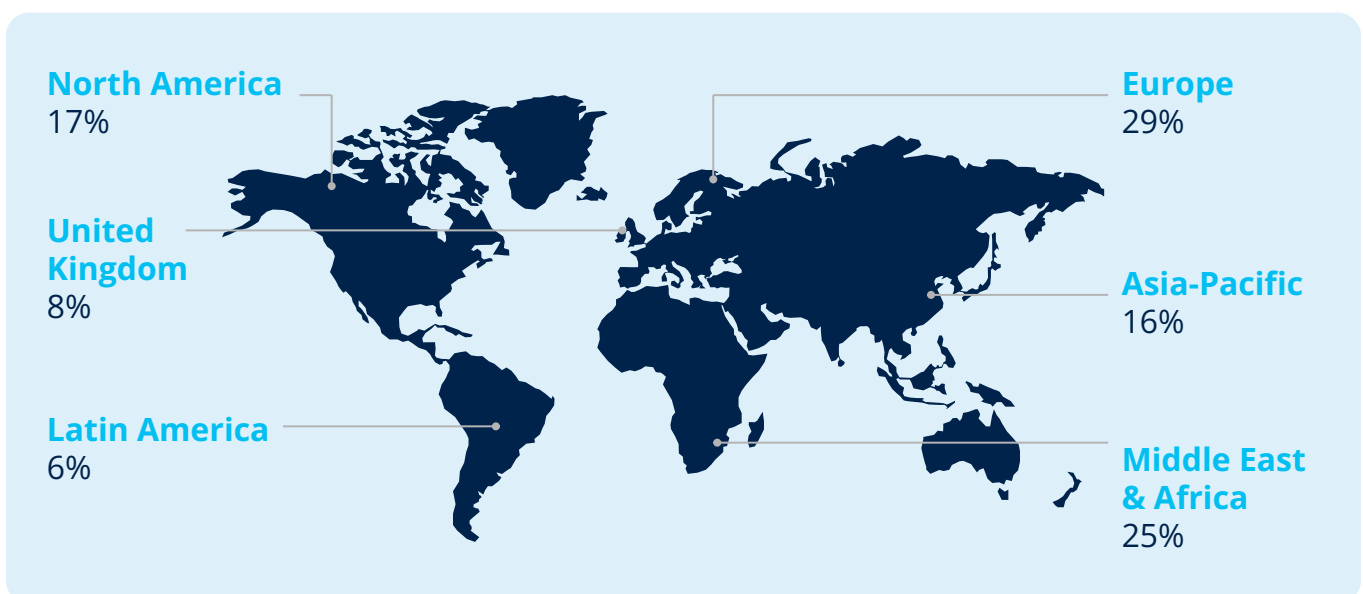 North America
17%
United
Kingdom
8%
Latin America
6%
Europe
29%
Asia-Pacific
16%
Middle East
& Africa
25%